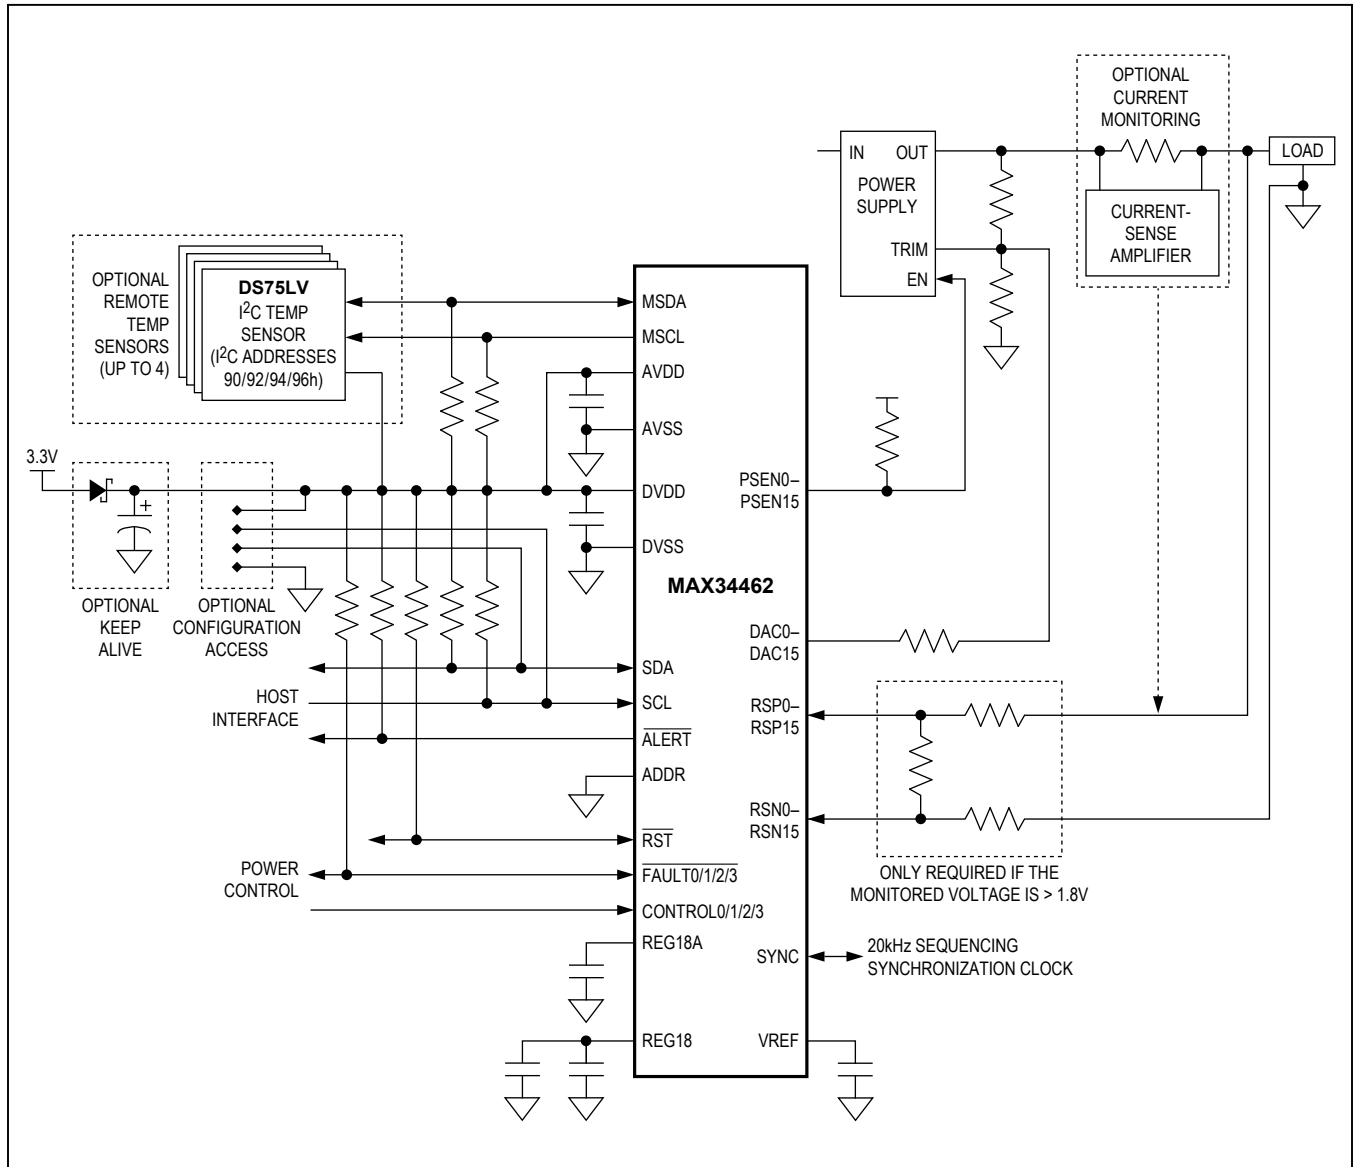 OPTIONAL
CURRENT
MONITORING
IN
OUT
POWER
SUPPLY
TRIM
EN
LOAD
CURRENT-
SENSE
AMPLIFIER
OPTIONAL
REMOTE
TEMP
SENSORS
(UP TO 4)
DS75LV
I2C TEMP
SENSOR
(I2C ADDRESSES
90/92/94/96h)
MSDA
MSCL
AVDD
AVSS
3.3V
DVDD
DVSS
PSEN0–
PSEN15
MAX34462
OPTIONAL
KEEP
ALIVE
OPTIONAL
CONFIGURATION
ACCESS
DAC0–
DAC15
HOST
INTERFACE
SDA
SCL
ALERT
ADDR
RSP0–
RSP15
RSN0–
RSN15
RST
POWER
CONTROL
FAULT0/1/2/3
CONTROL0/1/2/3
ONLY REQUIRED IF THE
MONITORED VOLTAGE IS > 1.8V
REG18A
SYNC
20kHz SEQUENCING
SYNCHRONIZATION CLOCK
REG18
VREF
+